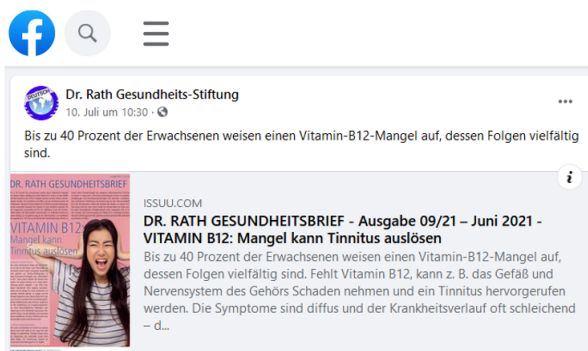 Dr. Rath Gesundheits-Stiftung
10. Juli um 10:30 ·
Bis zu 40 Prozent der Erwachsenen weisen einen Vitamin-B12-Mangel auf, dessen Folgen vielfältig
sind.
DR. RATH GESUNDHEITSBRIEF
VITAMIN B12:
Mangel kann
Tinnitus auslösen
ISSUU.COM
DR. RATH GESUNDHEITSBRIEF - Ausgabe 09/21 – Juni 2021 -
VITAMIN B12: Mangel kann Tinnitus auslösen
Bis zu 40 Prozent der Erwachsenen weisen einen Vitamin-B12-Mangel auf,
dessen Folgen vielfältig sind. Fehlt Vitamin B12, kann z. B. das Gefäß und
Nervensystem des Gehörs Schaden nehmen und ein Tinnitus hervorgerufen
werden. Die Symptome sind diffus und der Krankheitsverlauf oft schleichend
– d...